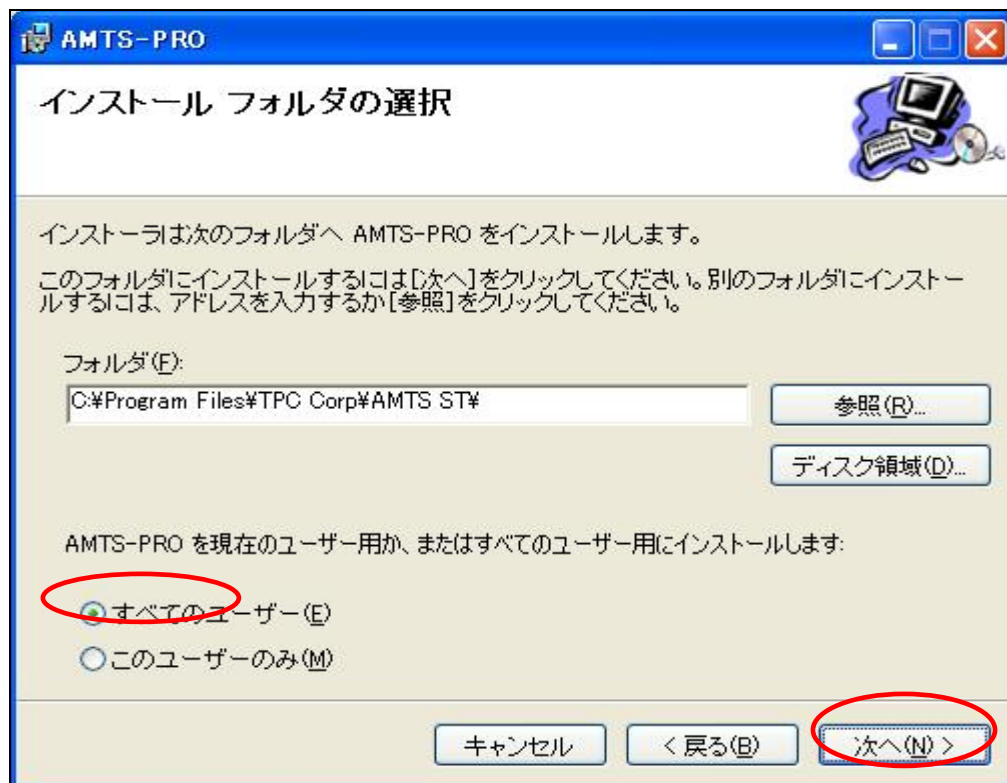 AMTS-PRO
インストール フォルダの選択
インストーラは次のフォルダへ AMTS-PRO をインストールします。
このフォルダにインストールするには[次へ]をクリックしてください。別のフォルダにインストー
ルするには、アドレスを入力するか[参照]をクリックしてください。
フォルダ(F):
C:¥Program Files¥TPC Corp¥AMTS ST¥
参照(R)...
ディスク領域(D)...
AMTS-PRO を現在のユーザー用か、またはすべてのユーザー用にインストールします:
すべてのユーザー(E)
このユーザーのみ(M)
キャンセル
< 戻る(B)
次へ(N) >